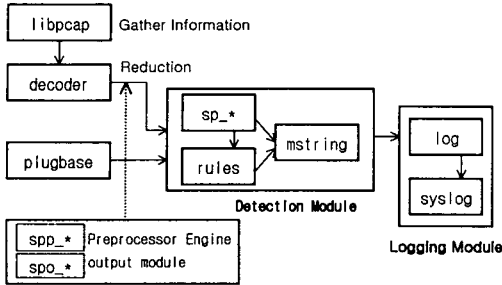 libpcap
Gather Information
decoder
Reduction
sp_*
mstring
rules
plugbase
Detection Module
log
syslog
Logging Module
spp_*
Preprocessor Engine
spo_*
output module